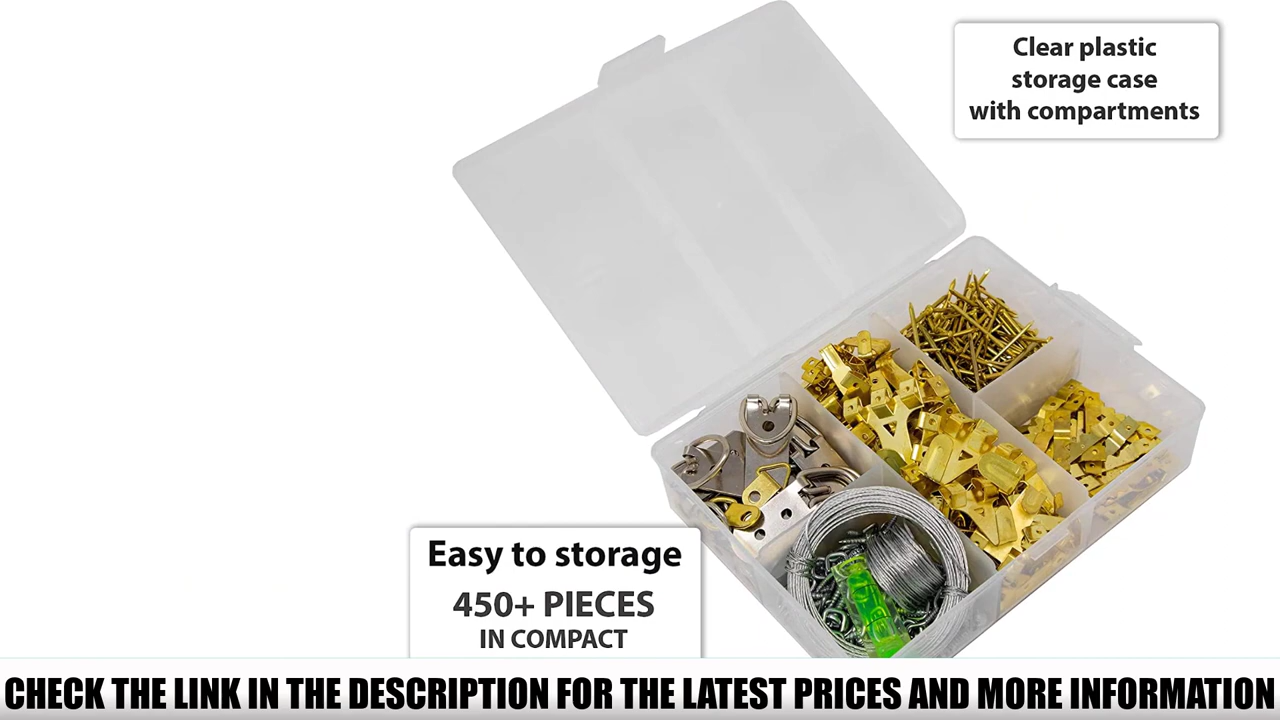 Clear plastic
storage case
with compartments
Easy to storage
450+ PIECES
IN COMPACT
CHECK THE LINK IN THE DESCRIPTION FOR THE LATEST PRICES AND MORE INFORMATION